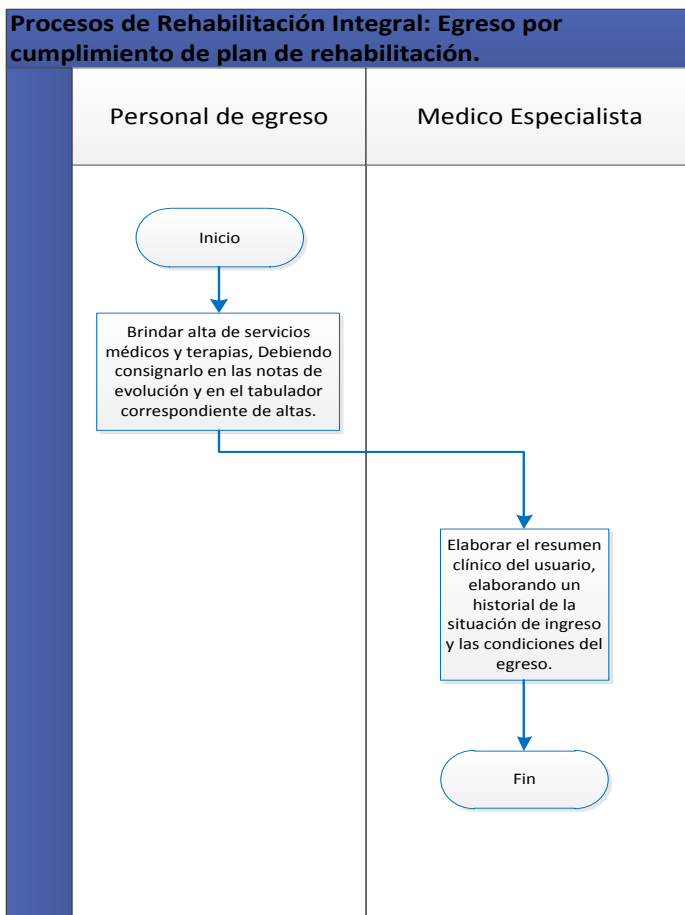 Procesos de Rehabilitación Integral: Egreso por
cumplimiento de plan de rehabilitación.
Personal de egreso
Medico Especialista
Inicio
Brindar alta de servicios
médicos y terapias, Debiendo
consignarlo en las notas de
evolución y en el tabulador
correspondiente de altas.
Elaborar el resumen
clínico del usuario,
elaborando un
historial de la
situación de ingreso
y las condiciones del
egreso.
Fin